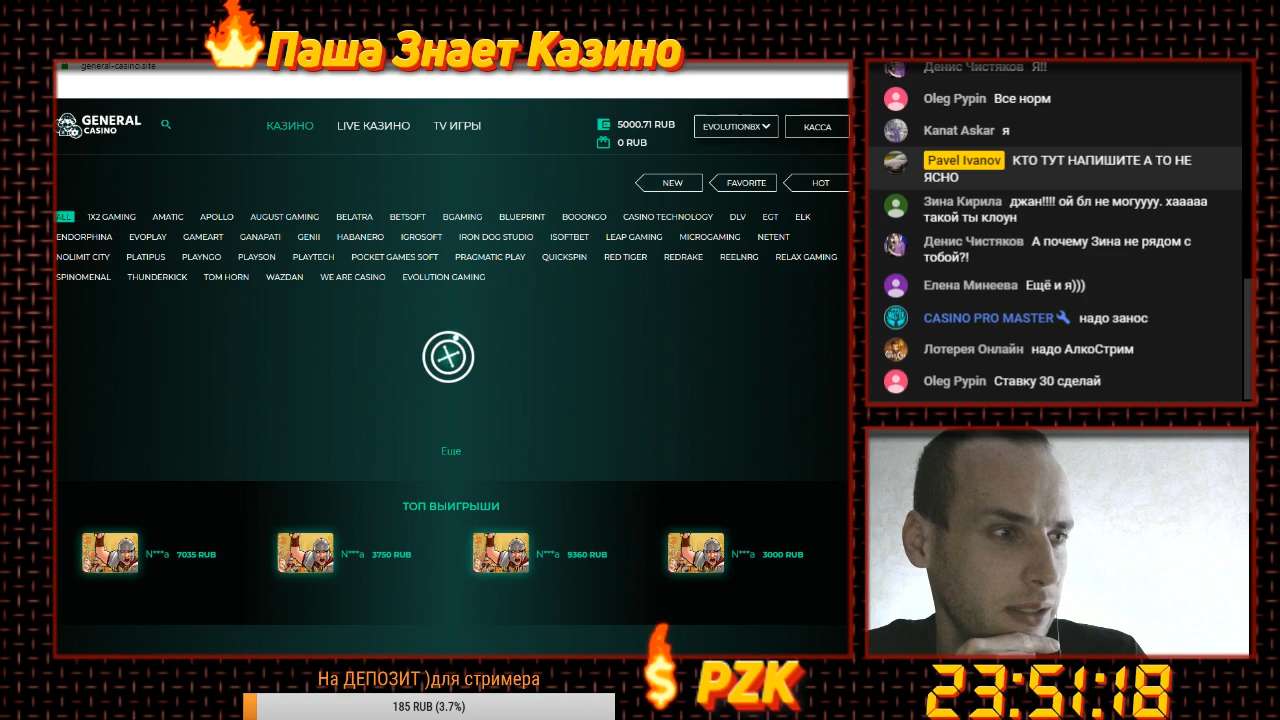 Паша Знает Казино
general-casino.site
GENERAL
CASINO
КАЗИНО LIVE КАЗИНО TV ИГРЫ
5000.71 RUB
0 RUB
EVOLUTION8X КАССА
NEW FAVORITE HOT
ALL 1X2 GAMING AMATIC APOLLO AUGUST GAMING BELATRA BETSOFT BGAMING BLUEPRINT BOOONGO CASINO TECHNOLOGY DLV EGT ELK
ENDORPHINA EVOPLAY GAMEART GANAPATI GENII HABANERO IGROSOFT IRON DOG STUDIO ISOFTBET LEAP GAMING MICROGAMING NETENT
NOLIMIT CITY PLATIPUS PLAYNGO PLAYSON PLAYTECH POCKET GAMES SOFT PRAGMATIC PLAY QUICKSPIN RED TIGER REDRAKE REELNRG RELAX GAMING
SPINOMENAL THUNDERKICK TOM HORN WAZDAN WE ARE CASINO EVOLUTION GAMING
Еще
ТОП ВЫИГРЫШИ
N***a 7035 RUB N***a 3750 RUB N***a 9360 RUB N***a 3000 RUB
На ДЕПОЗИТ )для стримера
185 RUB (3.7%)
$ PZK
Денис Чистяков Я!!
Oleg Pypin Все норм
Kanat Askar я
Pavel Ivanov КТО ТУТ НАПИШИТЕ А ТО НЕ
ЯСНО
Зина Кирила джан!!!! ой бл не могуууу. хааааа
такой ты клоун
Денис Чистяков А почему Зина не рядом с
тобой?!
Елена Минеева Ещё и я)))
CASINO PRO MASTER надо занос
Лотерея Онлайн надо АлкоСтрим
Oleg Pypin Ставку 30 сделай
23:51:18